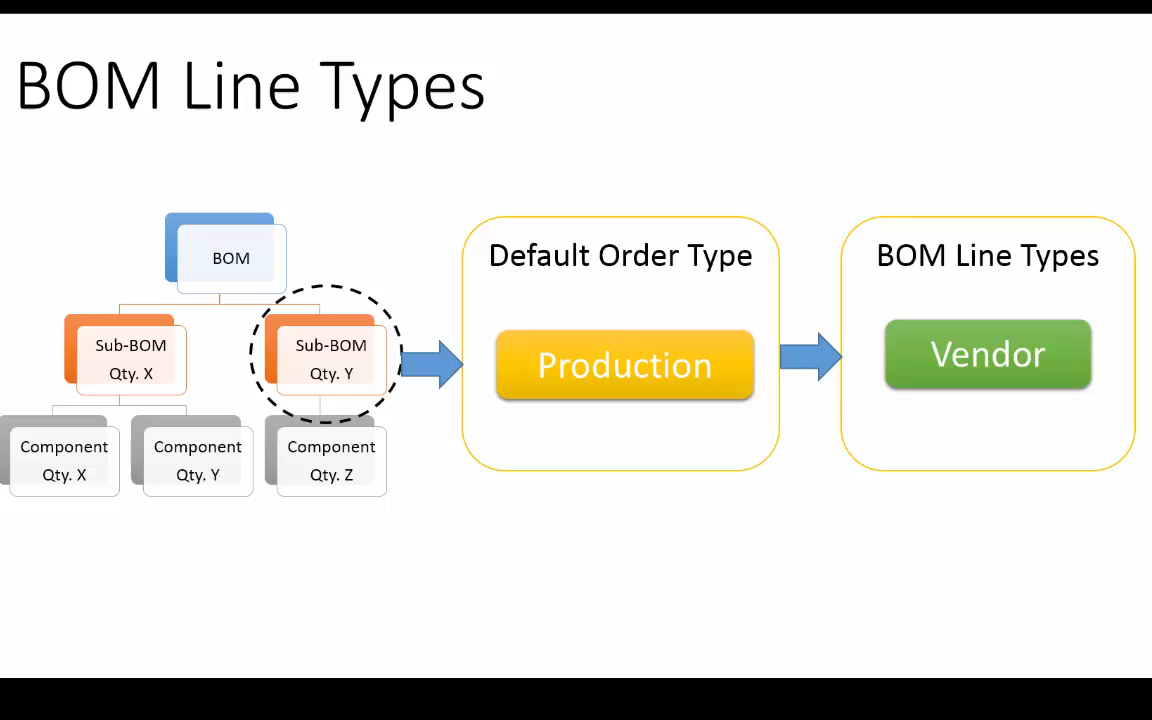 BOM Line Types
BOM
Sub-BOM
Qty. X
Sub-BOM
Qty. Y
Component
Qty. X
Component
Qty. Y
Component
Qty. Z
Default Order Type
Production
BOM Line Types
Vendor